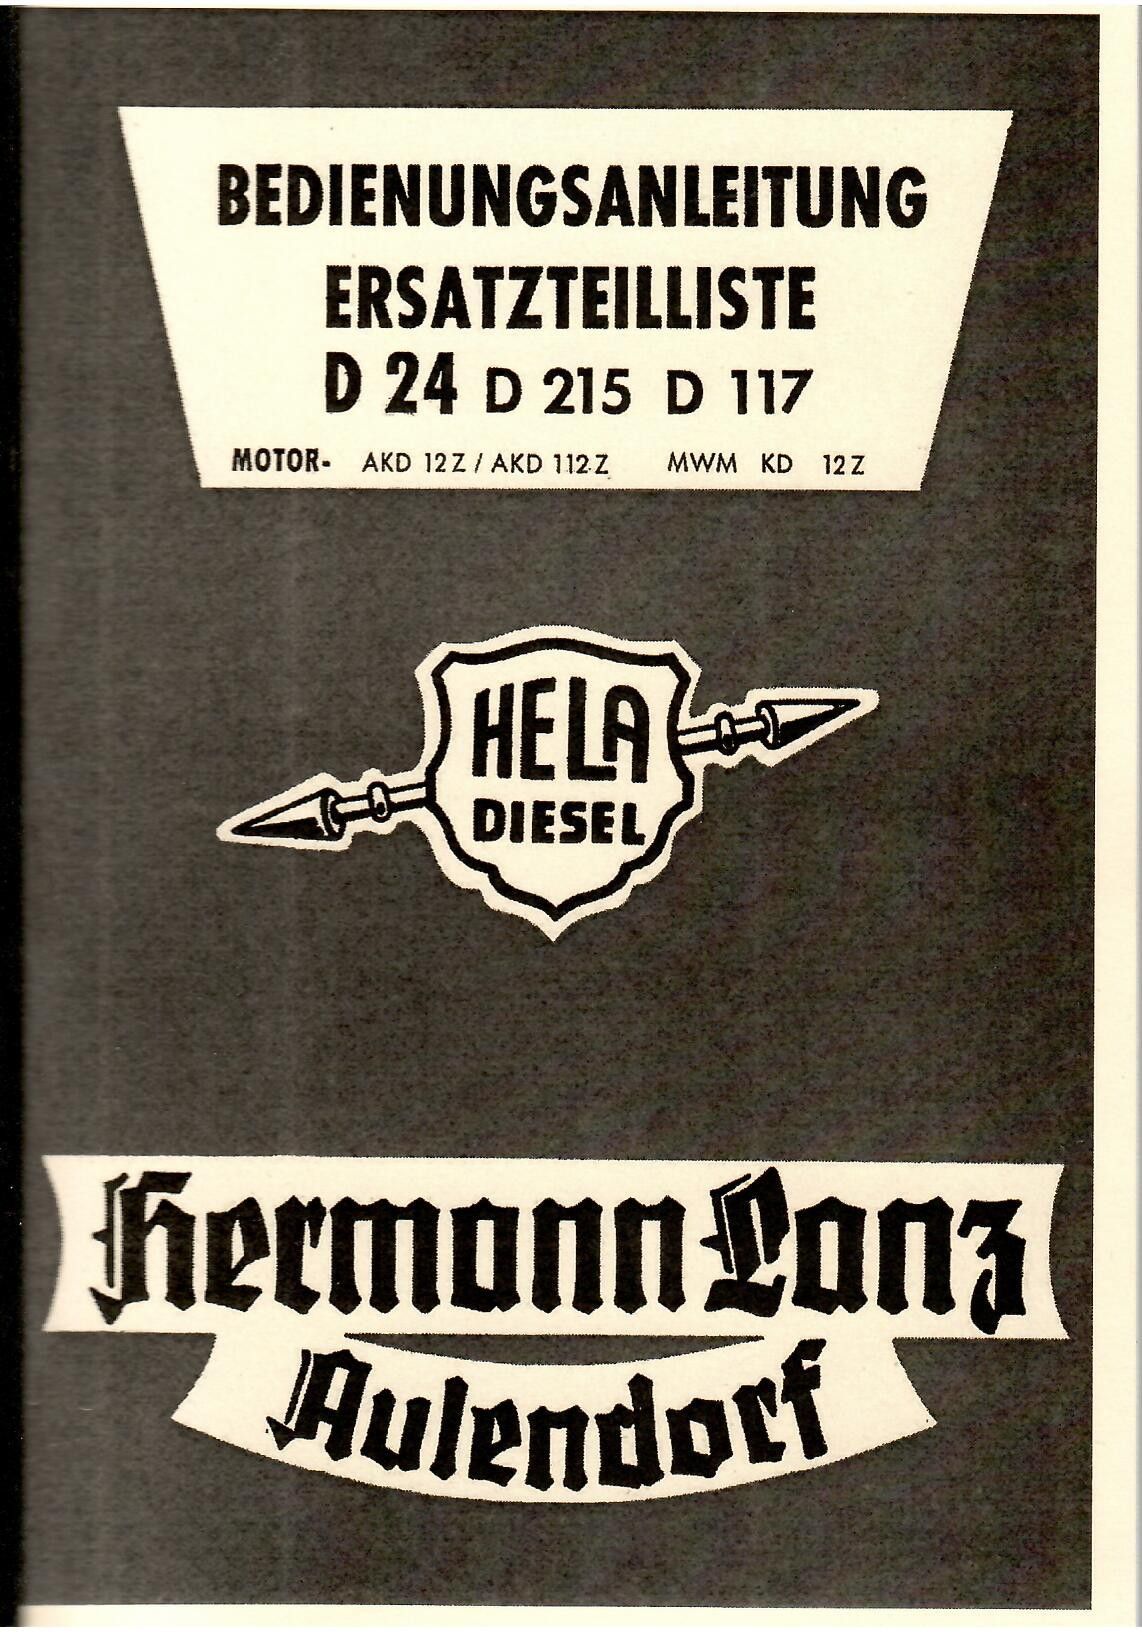 BEDIENUNGSANLEITUNG
ERSATZTEILLISTE
D 24 D 215 D 117
MOTOR- AKD 12 Z / AKD 112 Z MWM KD 12 Z
HELA
DIESEL
Hermann Lanz
Aulendorf